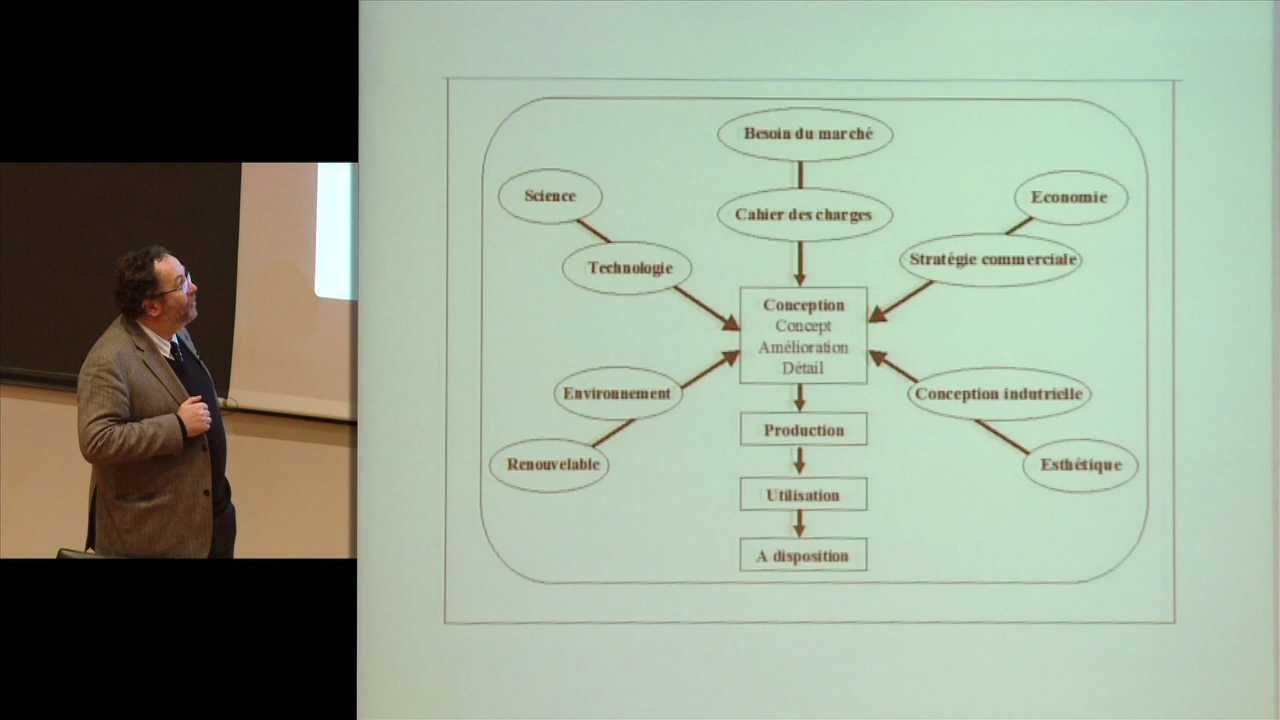 Besoin du marché
Science
Economie
Cahier des charges
Technologie
Stratégie commerciale
Conception
Concept
Amélioration
Détail
Environnement
Conception indutrielle
Production
Renouvelable
Esthétique
Utilisation
A disposition